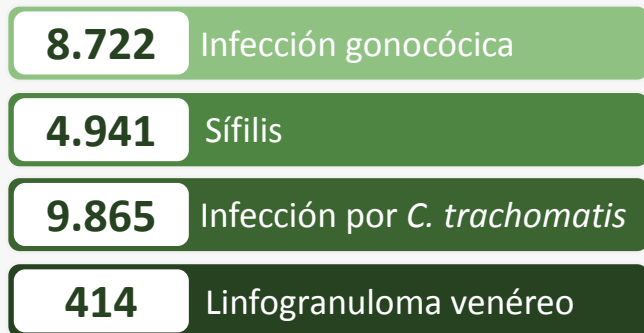 8.722 Infección gonocócica
4.941 Sífilis
9.865 Infección por C. trachomatis
414 Linfogranuloma venéreo